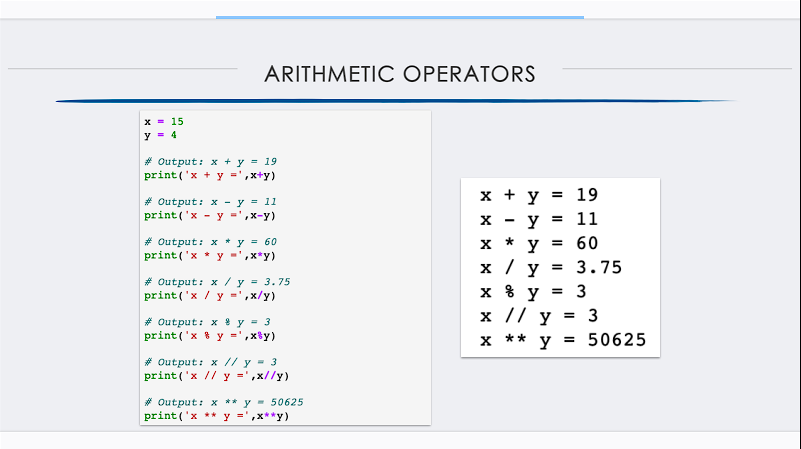 ARITHMETIC OPERATORS
x = 15
y = 4
# Output: x + y = 19
print('x + y =',x+y)
# Output: x - y = 11
print('x - y =',x-y)
# Output: x * y = 60
print('x * y =',x*y)
# Output: x / y = 3.75
print('x / y =',x/y)
# Output: x % y = 3
print('x % y =',x%y)
# Output: x // y = 3
print('x // y =',x//y)
# Output: x ** y = 50625
print('x ** y =',x**y)
x + y = 19
x - y = 11
x * y = 60
x / y = 3.75
x % y = 3
x // y = 3
x ** y = 50625